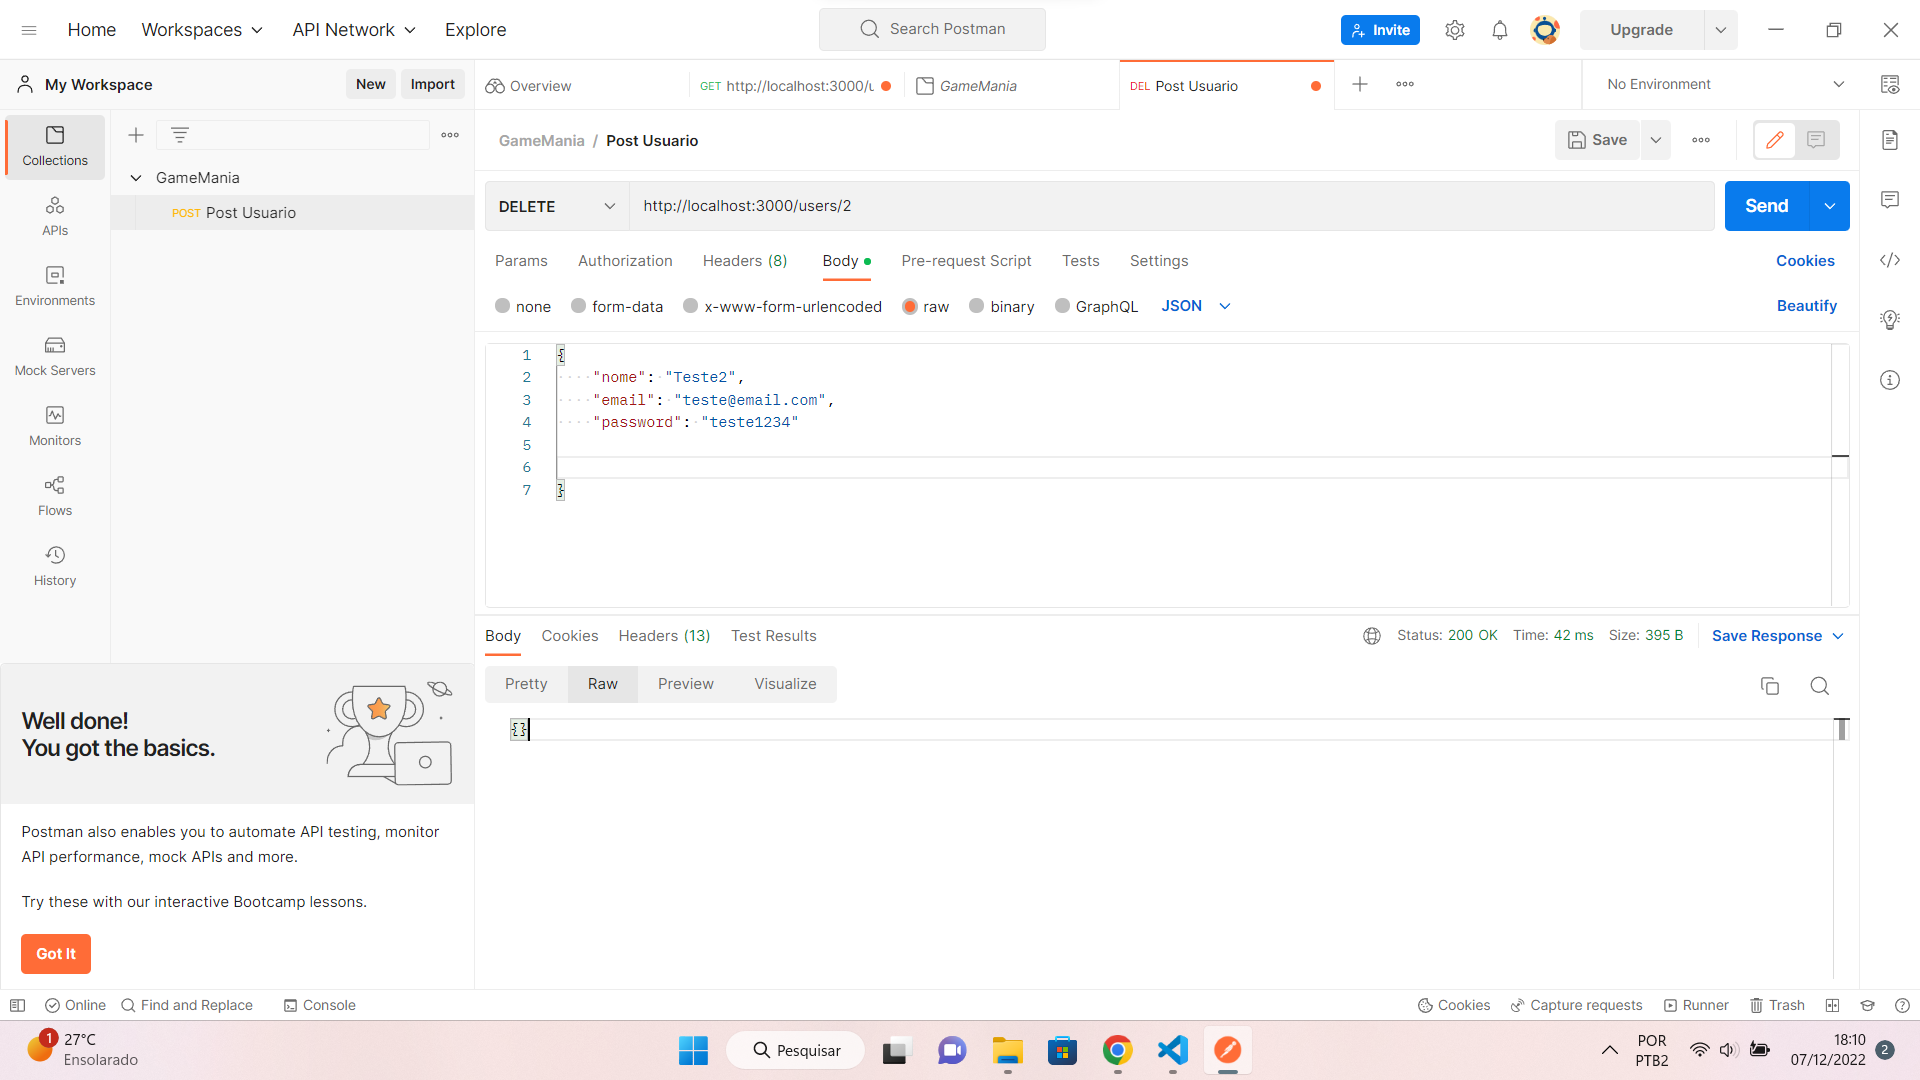 Home
Workspaces
API Network
Explore
Search Postman
Invite
Upgrade
My Workspace
New
Import
Overview
GET http://localhost:3000/u
GameMania
DEL Post Usuario
No Environment
Collections
APIs
Environments
Mock Servers
Monitors
Flows
History
GameMania
POST Post Usuario
GameMania / Post Usuario
Save
DELETE
http://localhost:3000/users/2
Send
Params
Authorization
Headers (8)
Body
Pre-request Script
Tests
Settings
Cookies
none
form-data
x-www-form-urlencoded
raw
binary
GraphQL
JSON
Beautify
1 {
2 "nome": "Teste2",
3 "email": "teste@email.com",
4 "password": "teste1234"
5
6
7 }
Body
Cookies
Headers (13)
Test Results
Status: 200 OK
Time: 42 ms
Size: 395 B
Save Response
Pretty
Raw
Preview
Visualize
{}
Well done!
You got the basics.
Postman also enables you to automate API testing, monitor
API performance, mock APIs and more.
Try these with our interactive Bootcamp lessons.
Got It
Online
Find and Replace
Console
Cookies
Capture requests
Runner
Trash
1
27°C
Ensolarado
Pesquisar
POR
PTB2
18:10
07/12/2022
2